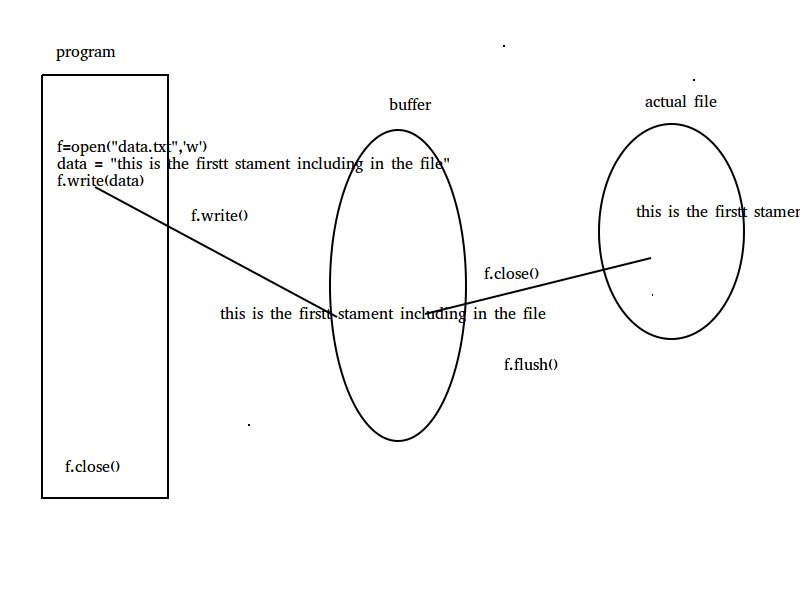 program
buffer
actual file
f=open("data.txt",'w')
data = "this is the firstt stament including in the file"
f.write(data)
f.write()
this is the firstt
f.close()
this is the firstt stament including in the file
f.flush()
f.close()